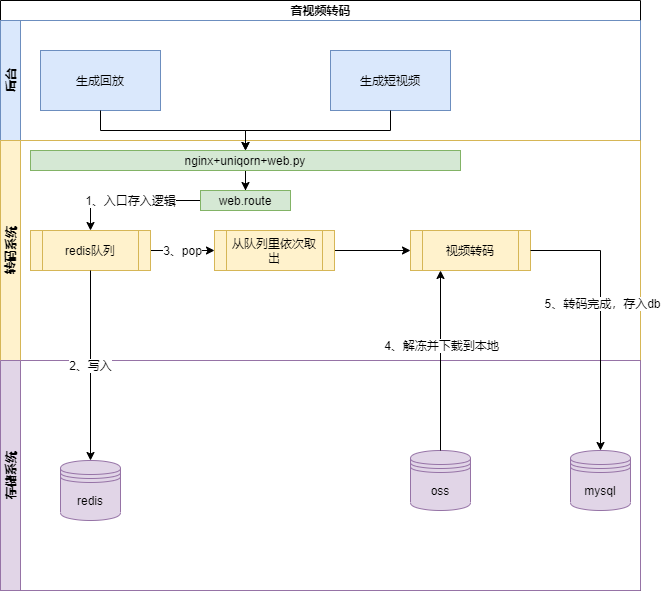 音视频转码
后台
生成回放
生成短视频
转码系统
nginx+uniqorn+web.py
1、入口存入逻辑
web.route
redis队列
3、pop
从队列里依次取
出
视频转码
5、转码完成，存入db
4、解冻并下载到本地
2、写入
存储系统
redis
oss
mysql